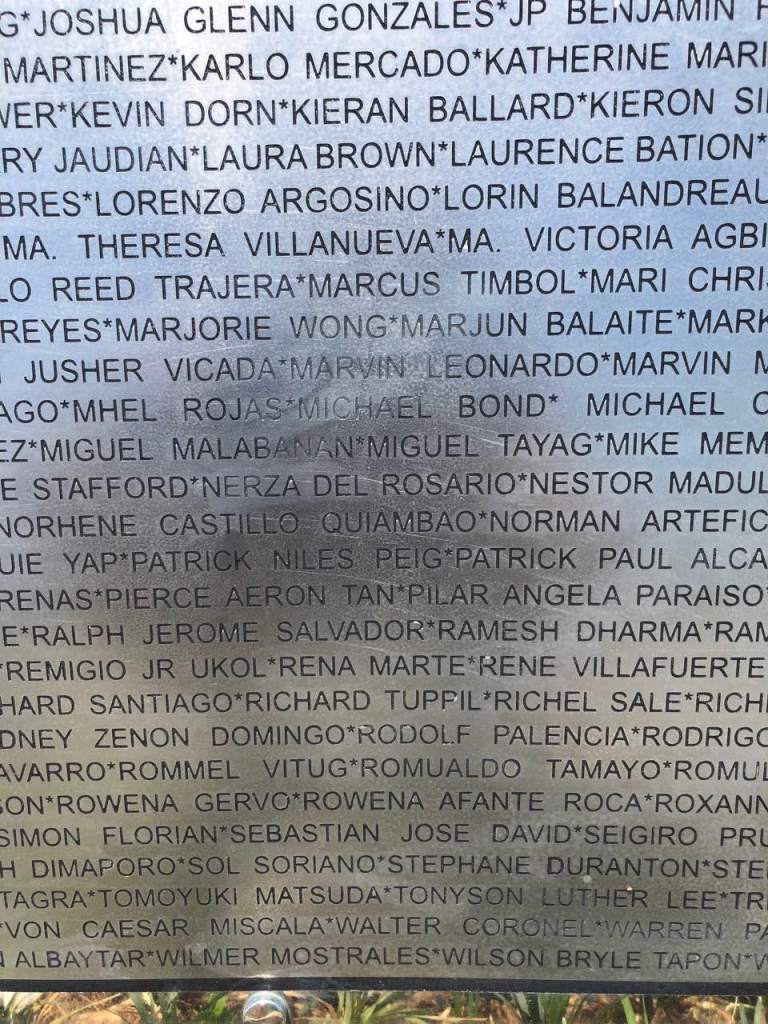 G*JOSHUA GLENN GONZALES*JP BENJAMIN
MARTINEZ*KARLO MERCADO*KATHERINE MARI
WER*KEVIN DORN*KIERAN BALLARD*KIERON
RY JAUDIAN*LAURA BROWN*LAURENCE BATION*
BRES*LORENZO ARGOSINO*LORIN BALANDREAU
MA. THERESA VILLANUEVA*MA. VICTORIA AGBI
LO REED TRAJERA*MARCUS TIMBOL*MARI CHRI
REYES*MARJORIE WONG*MARJUN BALAITE*MARK
JUSHER VICADA*MARVIN LEONARDO*MARVIN
AGO*MHEL ROJAS*MICHAEL BOND* MICHAEL
EZ*MIGUEL MALABANAN*MIGUEL TAYAG*MIKE MEM
E STAFFORD*NERZA DEL ROSARIO*NESTOR MADUL
NORHENE CASTILLO QUIAMBAO*NORMAN ARTEFIC
UIE YAP*PATRICK NILES PEIG*PATRICK PAUL ALCA
RENAS*PIERCE AERON TAN*PILAR ANGELA PARAISO*
E*RALPH JEROME SALVADOR*RAMESH DHARMA*RAM
*REMIGIO JR UKOL*RENA MARTE*RENE VILLAFUERTE
HARD SANTIAGO*RICHARD TUPPIL*RICHEL SALE*RICH
DNEY ZENON DOMINGO*RODOLF PALENCIA*RODRIGO
AVARRO*ROMMEL VITUG*ROMUALDO TAMAYO*ROMUL
SON*ROWENA GERVO*ROWENA AFANTE ROCA*ROXANN
SIMON FLORIAN*SEBASTIAN JOSE DAVID*SEIGIRO PRU
H DIMAPORO*SOL SORIANO*STEPHANE DURANTON*STE
TAGRA*TOMOYUKI MATSUDA*TONYSON LUTHER LEE*TR
*VON CAESAR MISCALA*WALTER CORONEL*WARREN PA
N ALBAYTAR*WILMER MOSTRALES*WILSON BRYLE TAPON*W